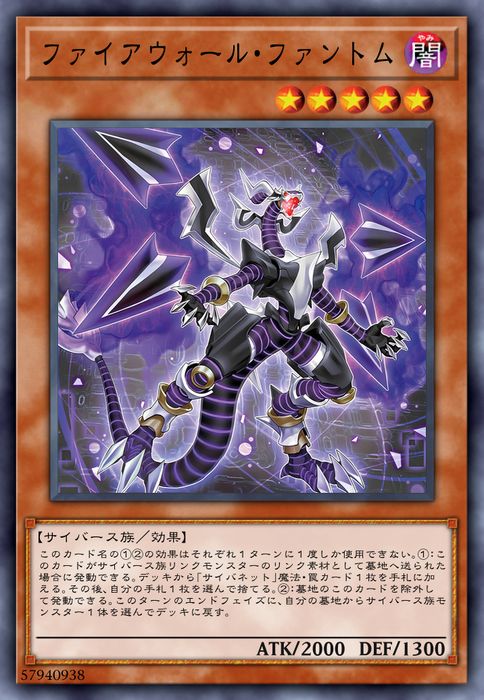 ファイアウォール・ファントム
やみ
闇
【サイバース族／効果】
このカード名の①②の効果はそれぞれ１ターンに１度しか使用できない。①：こ
のカードがサイバース族リンクモンスターのリンク素材として墓地へ送られた
場合に発動できる。デッキから「サイバネット」魔法・罠カード１枚を手札に加
える。その後、自分の手札１枚を選んで捨てる。②：墓地のこのカードを除外し
て発動できる。このターンのエンドフェイズに、自分の墓地からサイバース族モ
ンスター１体を選んでデッキに戻す。
ATK/2000 DEF/1300
57940938